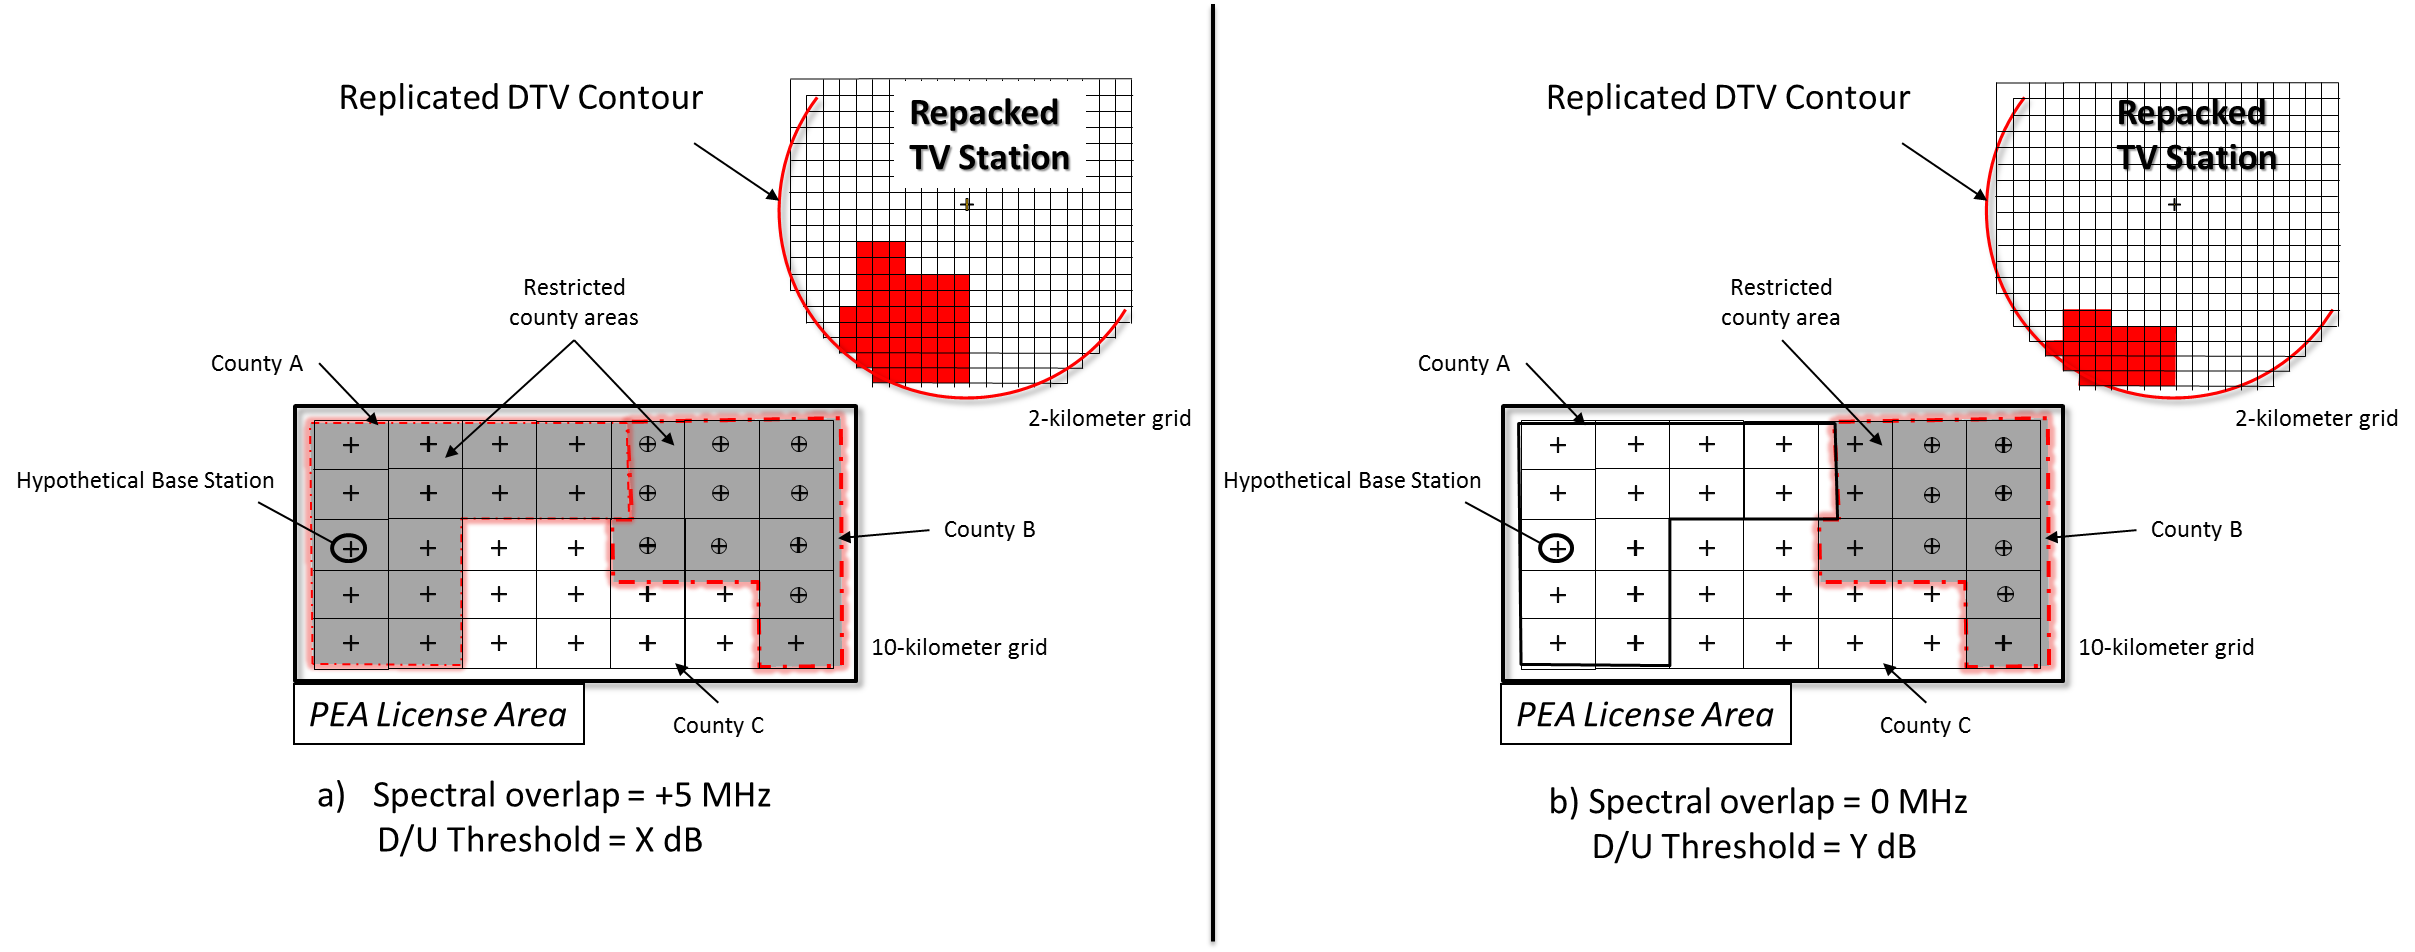 Replicated DTV Contour
Repacked
TV Station
Restricted
county areas
County A
2-kilometer grid
Hypothetical Base Station
County B
10-kilometer grid
PEA License Area
County C
a) Spectral overlap = +5 MHz
D/U Threshold = X dB
Replicated DTV Contour
Repacked
TV Station
Restricted
county area
County A
2-kilometer grid
Hypothetical Base Station
County B
10-kilometer grid
PEA License Area
County C
b) Spectral overlap = 0 MHz
D/U Threshold = Y dB